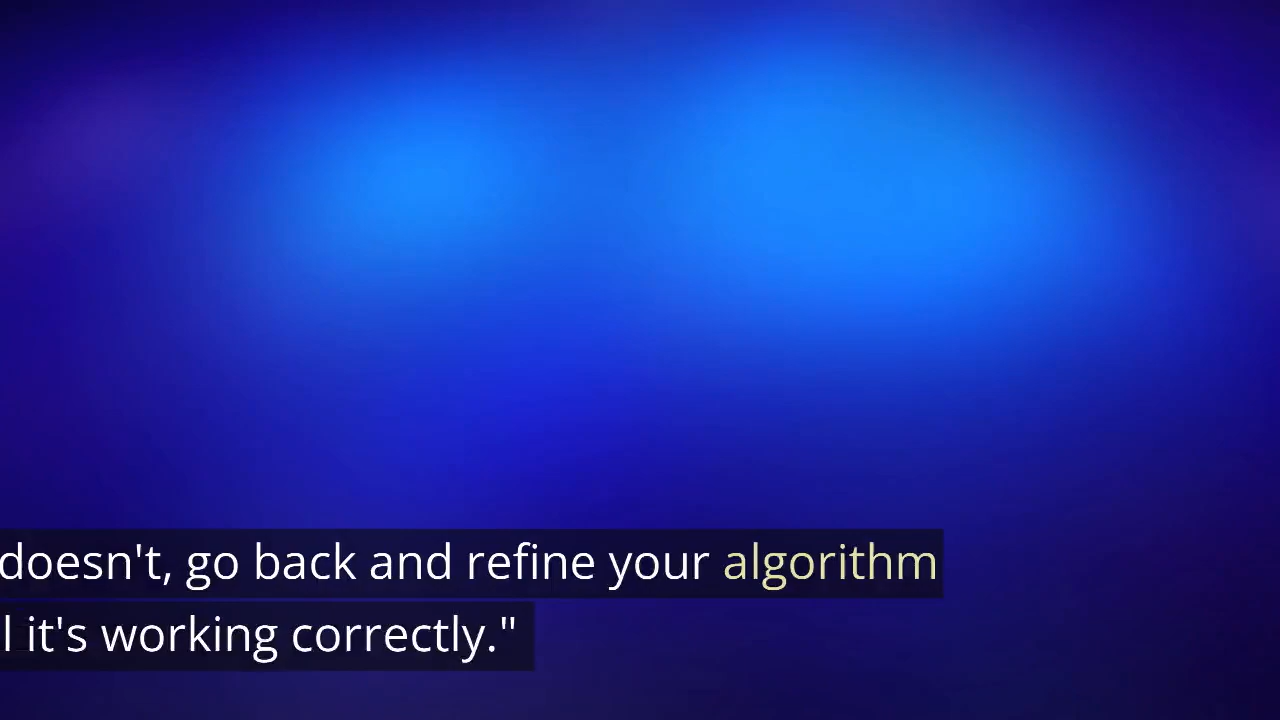 doesn't, go back and refine your algorithm
it's working correctly."